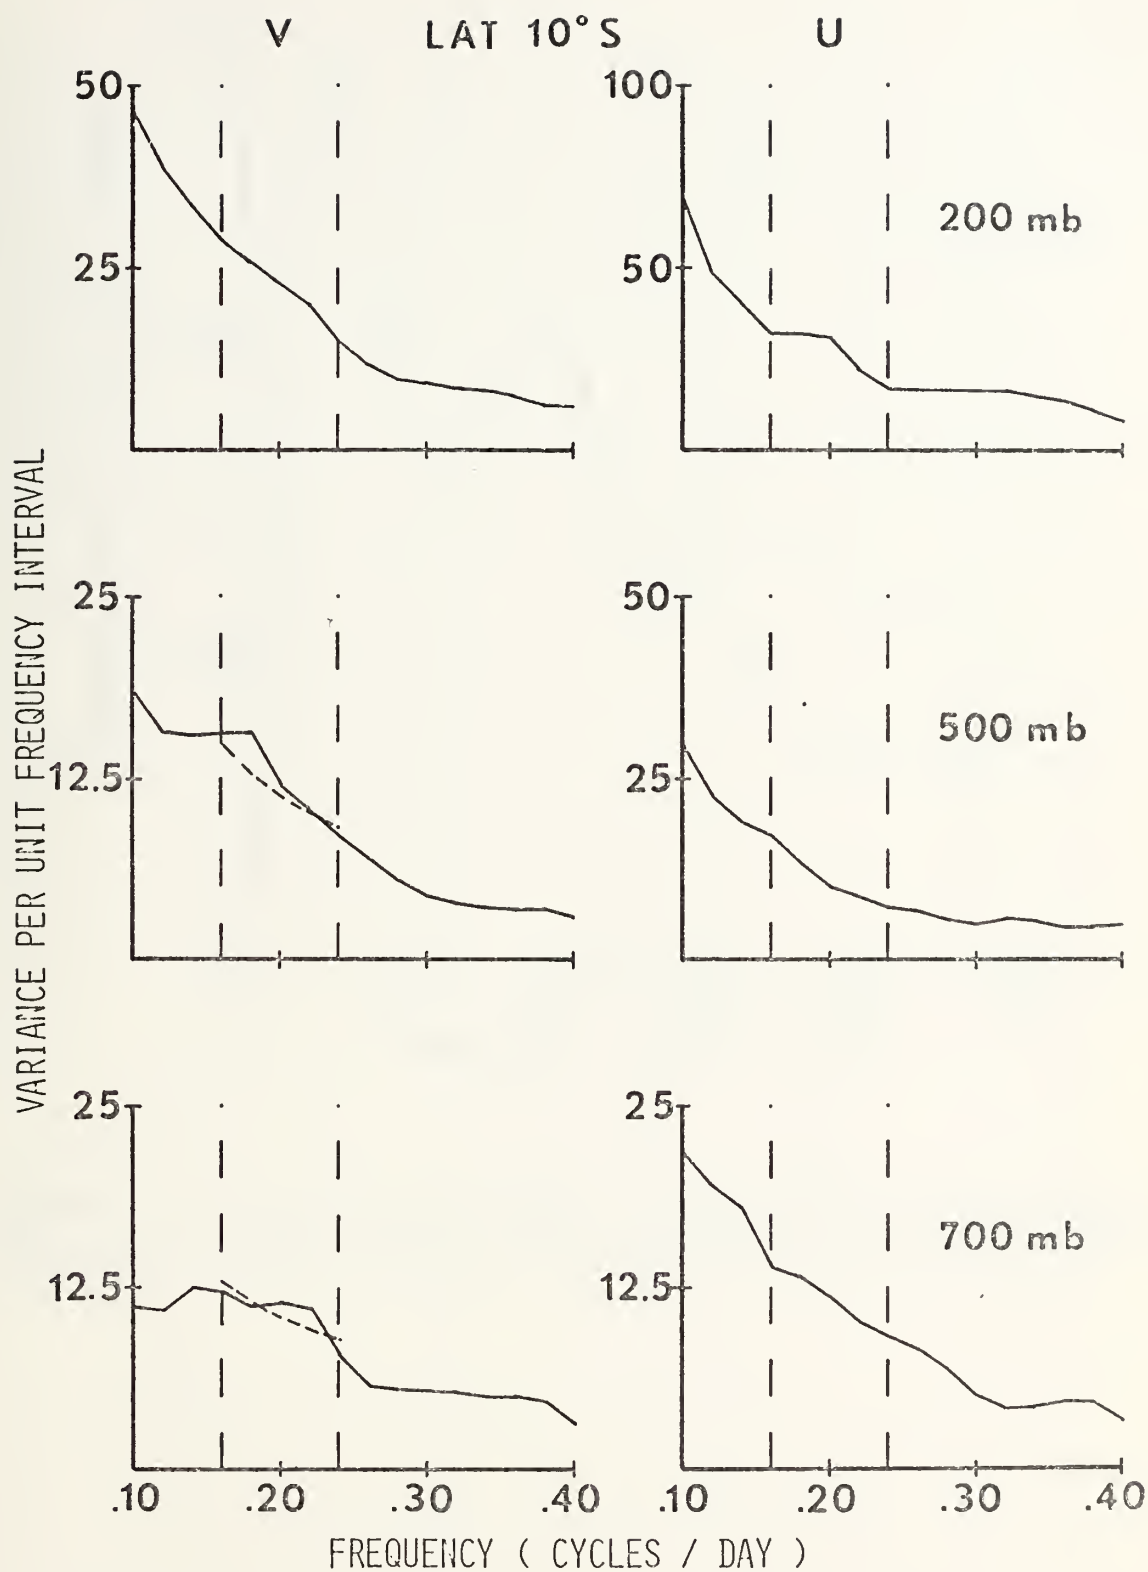 V LAT 10°S U
50
25
100
50
200 mb
VARIANCE PER UNIT FREQUENCY INTERVAL
25
12.5
50
25
500 mb
25
12.5
.10 .20 .30 .40
25
12.5
.10 .20 .30 .40
700 mb
FREQUENCY ( CYCLES / DAY )